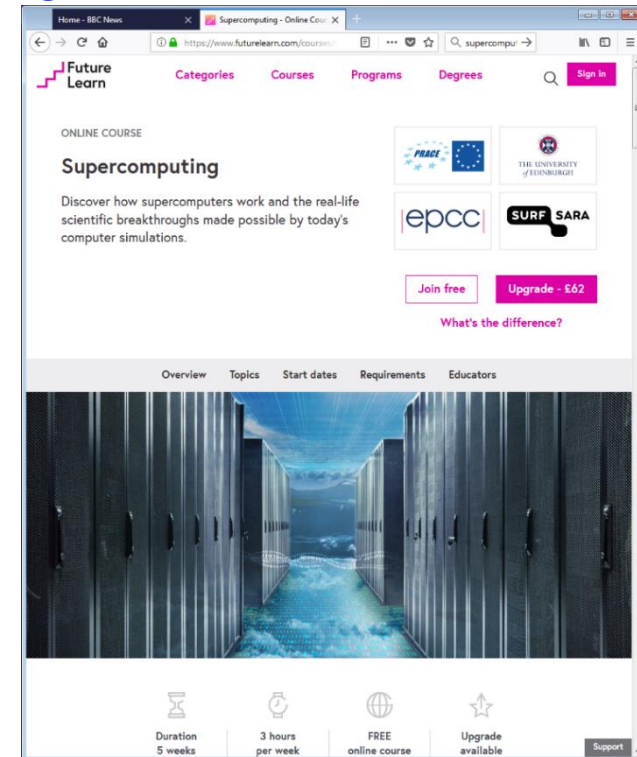 Home - BBC News
Supercomputing - Online Cour
https://www.futurelearn.com/courses/
supercomput
Future
Learn
Categories
Courses
Programs
Degrees
Sign in
ONLINE COURSE
Supercomputing
Discover how supercomputers work and the real-life
scientific breakthroughs made possible by today's
computer simulations.
PRACE
THE UNIVERSITY
of EDINBURGH
epcc
SURF SARA
Join free
Upgrade - £62
What's the difference?
Overview
Topics
Start dates
Requirements
Educators
Duration
5 weeks
3 hours
per week
FREE
online course
Upgrade
available
Support